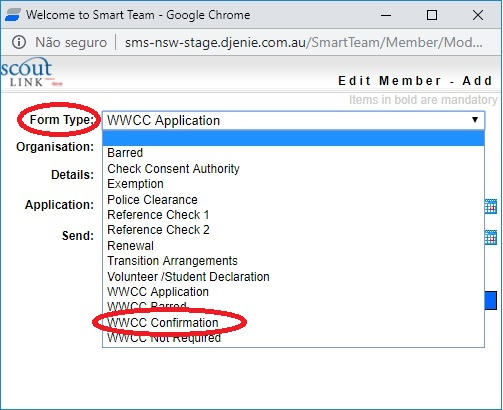 Welcome to Smart Team - Google Chrome
Não seguro | sms-nsw-stage.djenie.com.au/SmartTeam/Member/Mod...
scout
LINK
Edit Member - Add
Items in bold are mandatory
Form Type: WWCC Application
Organisation:
Barred
Details: Check Consent Authority
Exemption
Application: Police Clearance
Reference Check 1
Send: Reference Check 2
Renewal
Transition Arrangements
Volunteer /Student Declaration
WWCC Application
WWCC Barred
WWCC Confirmation
WWCC Not Required